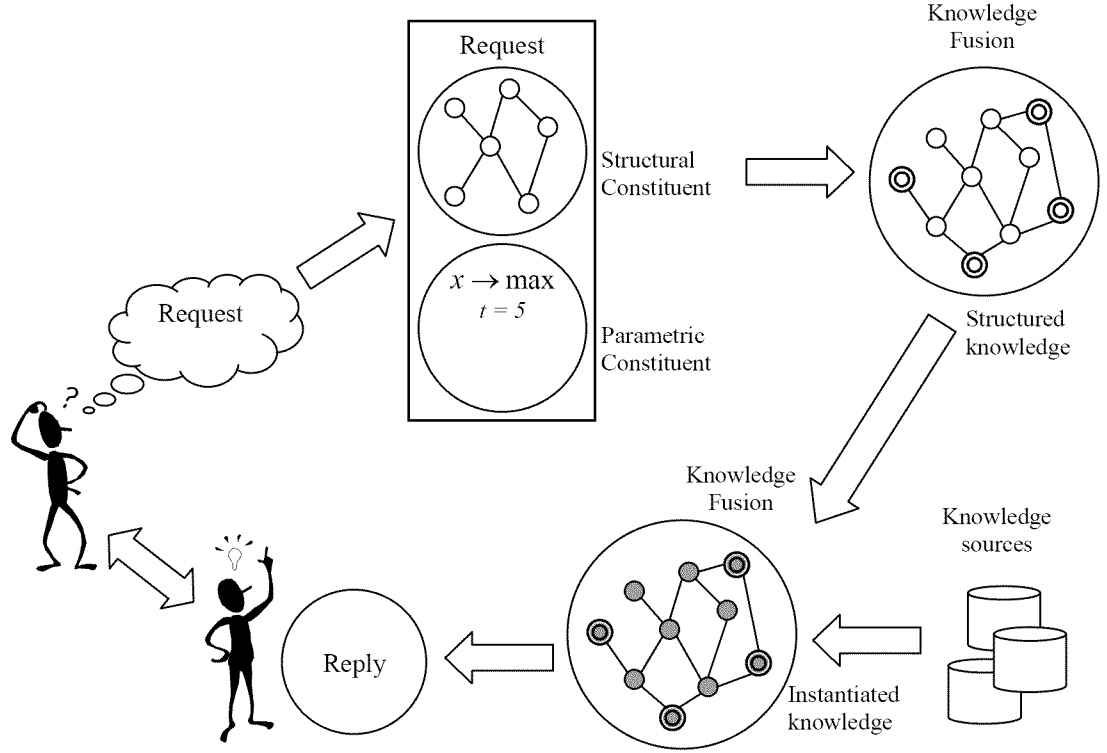 Request
Structural
Constituent
x → max
t = 5
Parametric
Constituent
Knowledge
Fusion
Structured
knowledge
Request
?
Knowledge
Fusion
Instantiated
knowledge
Knowledge
sources
Reply